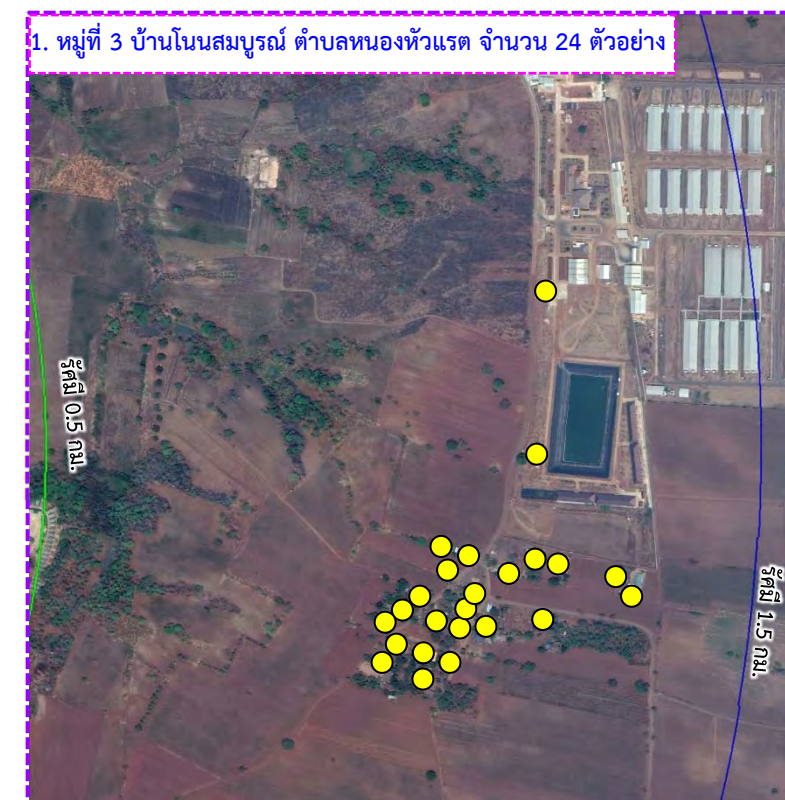 1. หมู่ที่ 3 บ้านโนนสมบูรณ์ ตำบลหนองหัวแรต จำนวน 24 ตัวอย่าง
รัศมี 0.5 กม.
รัศมี 1.5 กม.